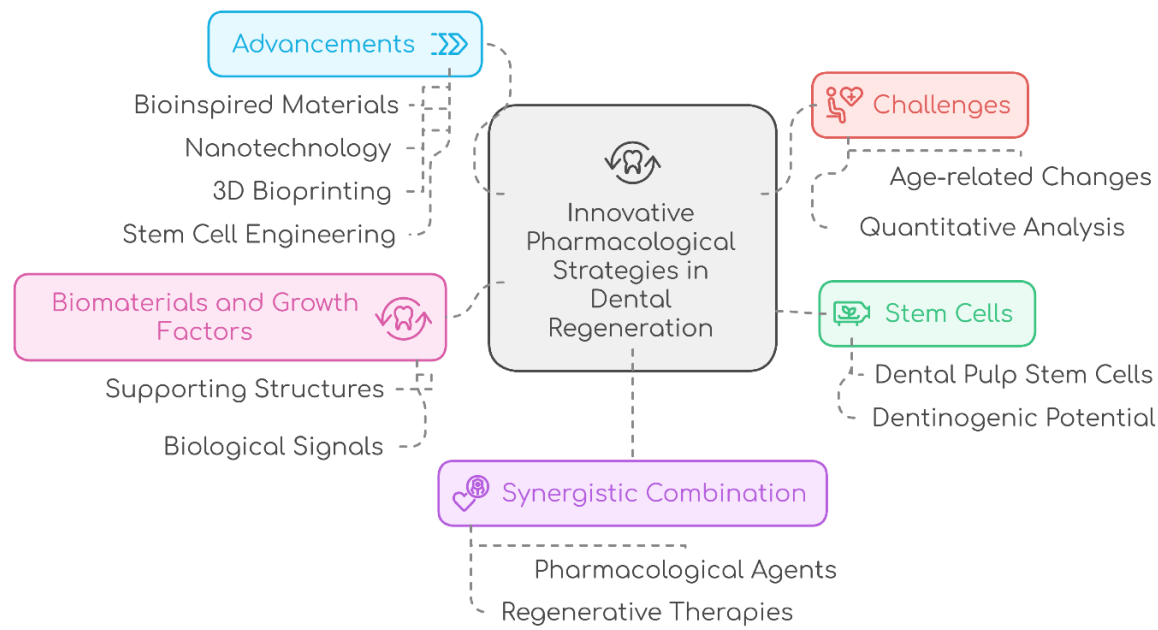 Advancements
Bioinspired Materials
Nanotechnology
3D Bioprinting
Stem Cell Engineering
Biomaterials and Growth
Factors
Supporting Structures
Biological Signals
Innovative
Pharmacological
Strategies in
Dental
Regeneration
Challenges
Age-related Changes
Quantitative Analysis
Stem Cells
Dental Pulp Stem Cells
Dentinogenic Potential
Synergistic Combination
Pharmacological Agents
Regenerative Therapies